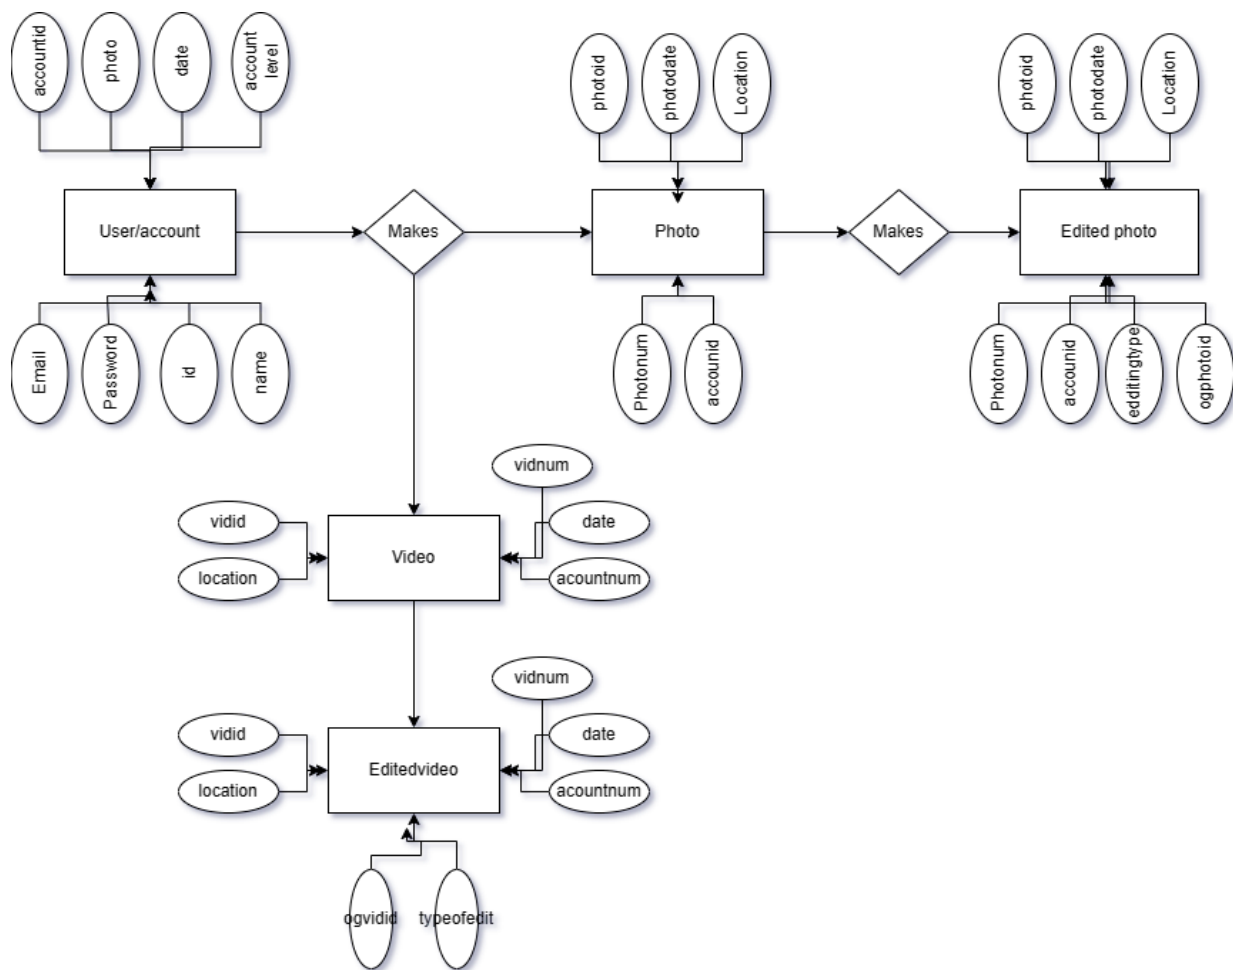 accountid
photo
date
account
level
photoid
photodate
Location
photoid
photodate
Location
User/account
Makes
Photo
Makes
Edited photo
Email
Password
id
name
Photonum
accounid
Photonum
accounid
edditingtype
ogphotoid
vidnum
vidid
date
Video
location
acountnum
vidnum
vidid
date
Editedvideo
location
acountnum
ogvidid
typeofedit